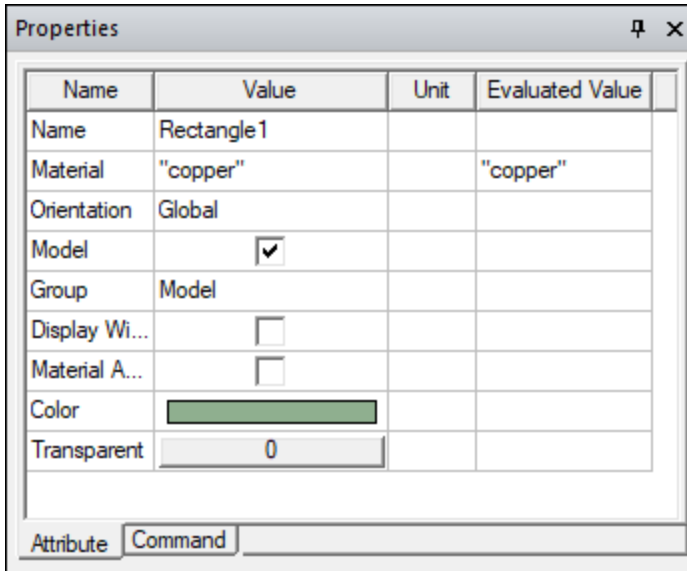 Properties
Name Value Unit Evaluated Value
Name Rectangle1
Material "copper" "copper"
Orientation Global
Model
Group Model
Display Wi...
Material A...
Color
Transparent 0
Attribute Command